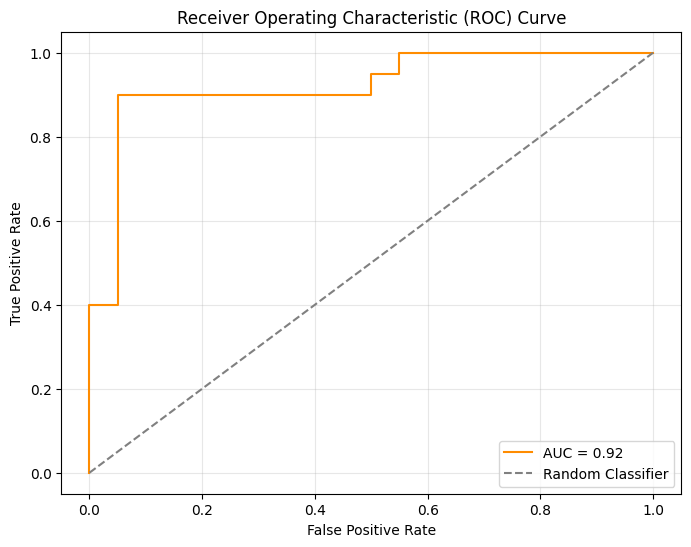 Receiver Operating Characteristic (ROC) Curve
True Positive Rate
1.0
0.8
0.6
0.4
0.2
0.0
0.0 0.2 0.4 0.6 0.8 1.0
False Positive Rate
AUC = 0.92
Random Classifier